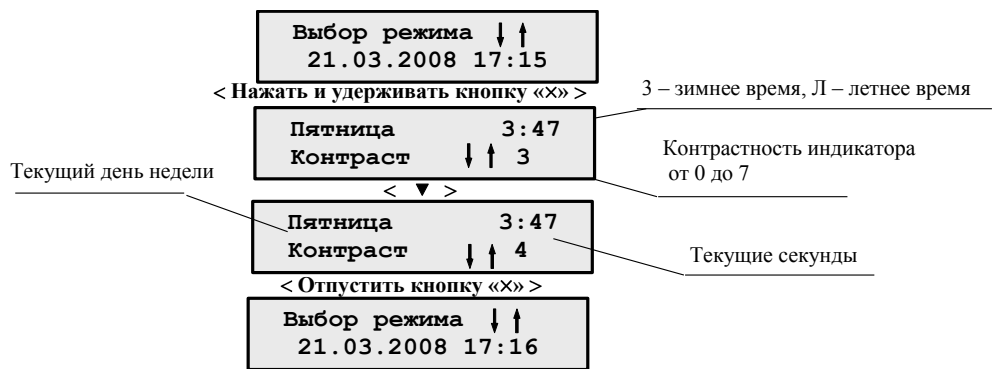 Выбор режима ↓↑
21.03.2008 17:15
< Нажать и удерживать кнопку «×» >
3 – зимнее время, Л – летнее время
Пятница 3:47
Контраст ↓↑ 3
Контрастность индикатора
от 0 до 7
Текущий день недели
< ▼ >
Пятница 3:47
Контраст ↓↑ 4
Текущие секунды
< Отпустить кнопку «×» >
Выбор режима ↓↑
21.03.2008 17:16